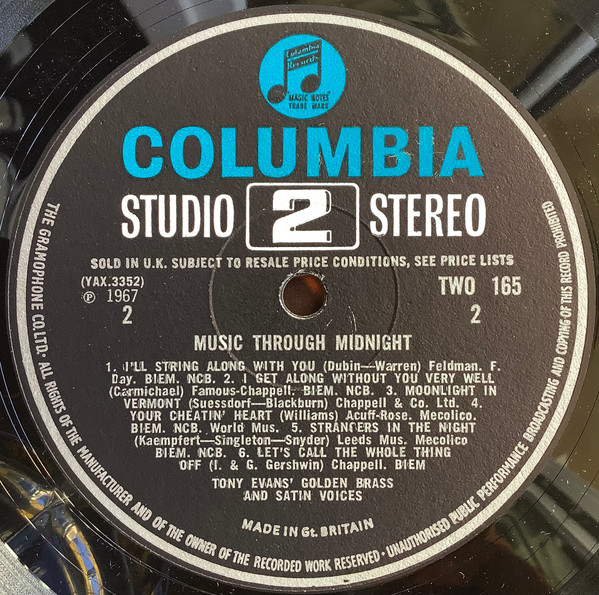 Columbia
Records
"MAGIC NOTES"
TRADE MARK
COLUMBIA
STUDIO 2 STEREO
SOLD IN U.K. SUBJECT TO RESALE PRICE CONDITIONS, SEE PRICE LISTS
(YAX.3352)
Ⓟ 1967
2
TWO 165
2
MUSIC THROUGH MIDNIGHT
1. I'LL STRING ALONG WITH YOU (Dubin—Warren) Feldman. F.
Day. BIEM. NCB. 2. I GET ALONG WITHOUT YOU VERY WELL
(Carmichael) Famous-Chappell. BIEM. NCB. 3. MOONLIGHT IN
VERMONT (Suessdorf—Blackburn) Chappell & Co. Ltd. 4.
YOUR CHEATIN' HEART (Williams) Acuff-Rose. Mecolico.
BIEM. NCB. World Mus. 5. STRANGERS IN THE NIGHT
(Kaempfert—Singleton—Snyder) Leeds Mus. Mecolico
BIEM. NCB. 6. LET'S CALL THE WHOLE THING
OFF (I. & G. Gershwin) Chappell. BIEM
TONY EVANS' GOLDEN BRASS
AND SATIN VOICES
MADE IN Gt. BRITAIN
THE GRAMOPHONE CO. LTD. · ALL RIGHTS OF THE MANUFACTURER AND OF THE OWNER OF THE RECORDED WORK RESERVED · UNAUTHORISED PUBLIC PERFORMANCE BROADCASTING AND COPYING OF THIS RECORD PROHIBITED